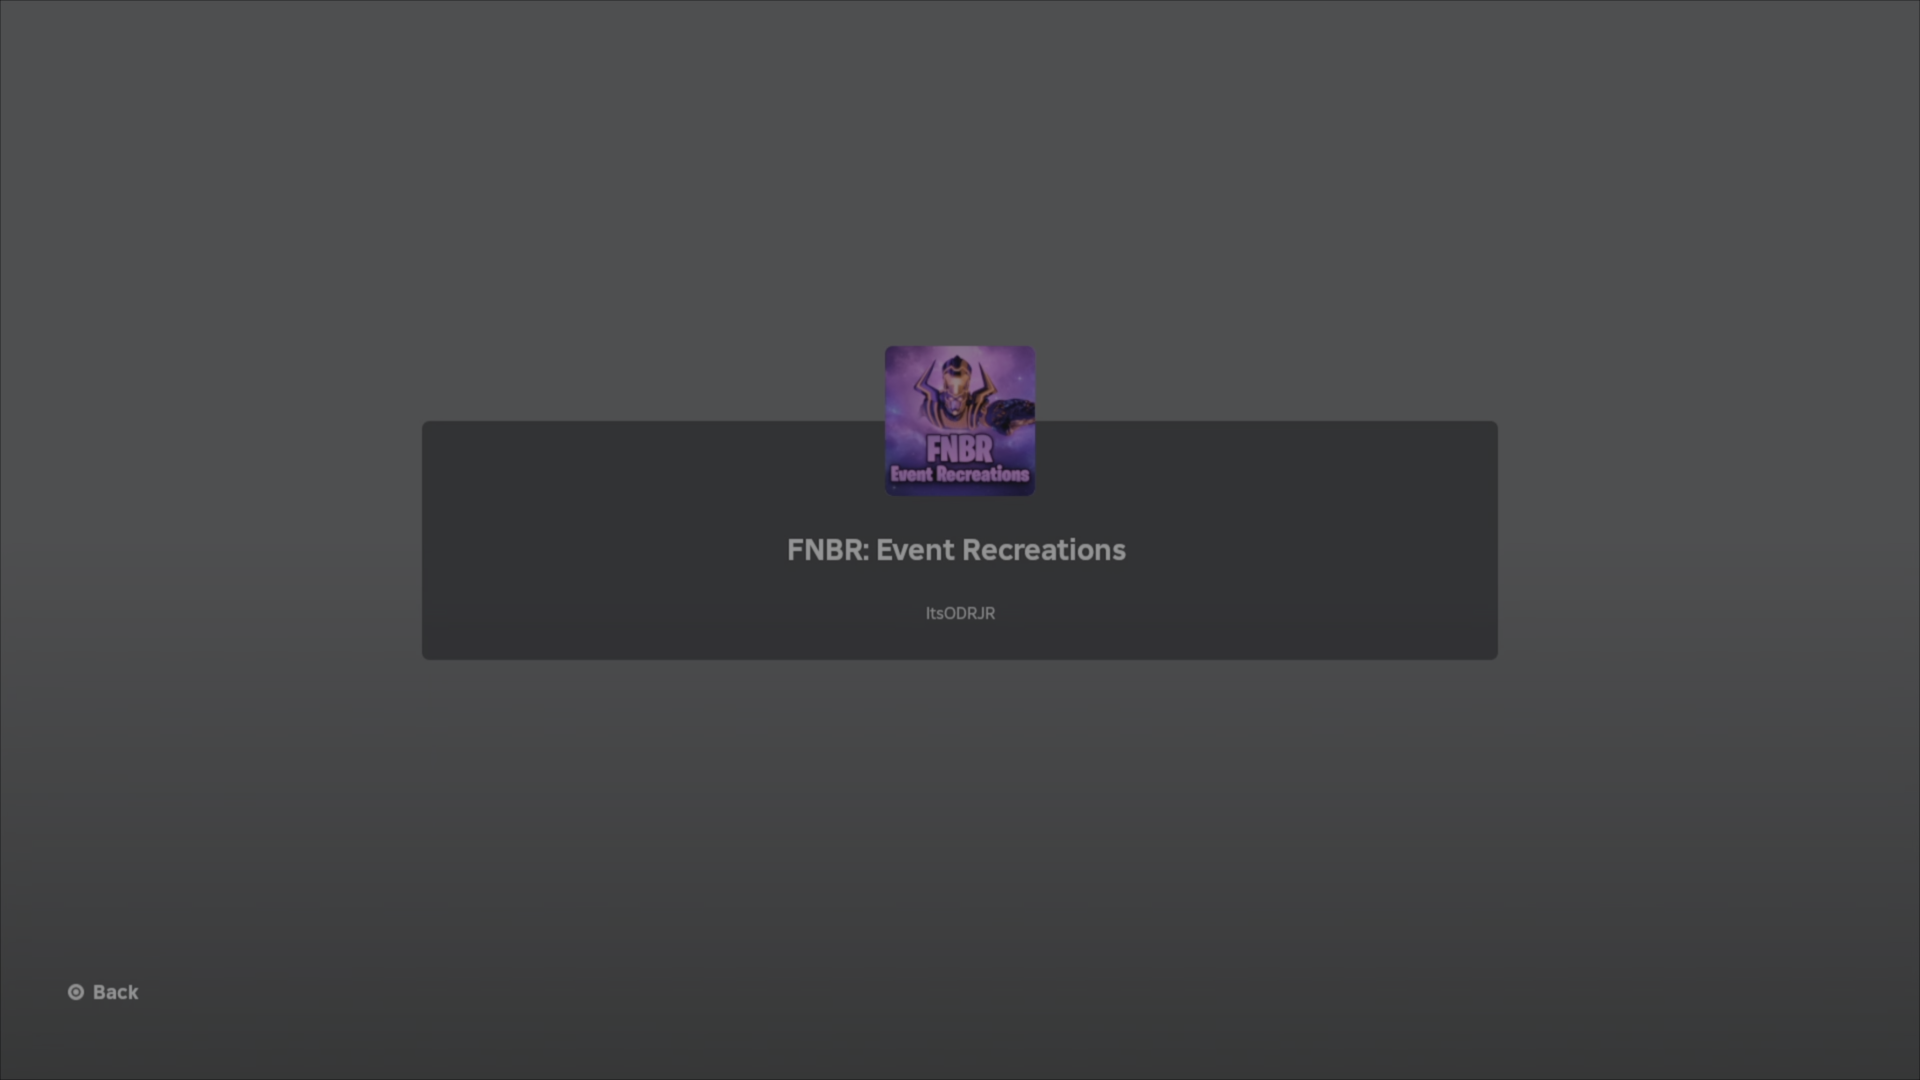 FNBR
Event Recreations
FNBR: Event Recreations
ItsODRJR
Back